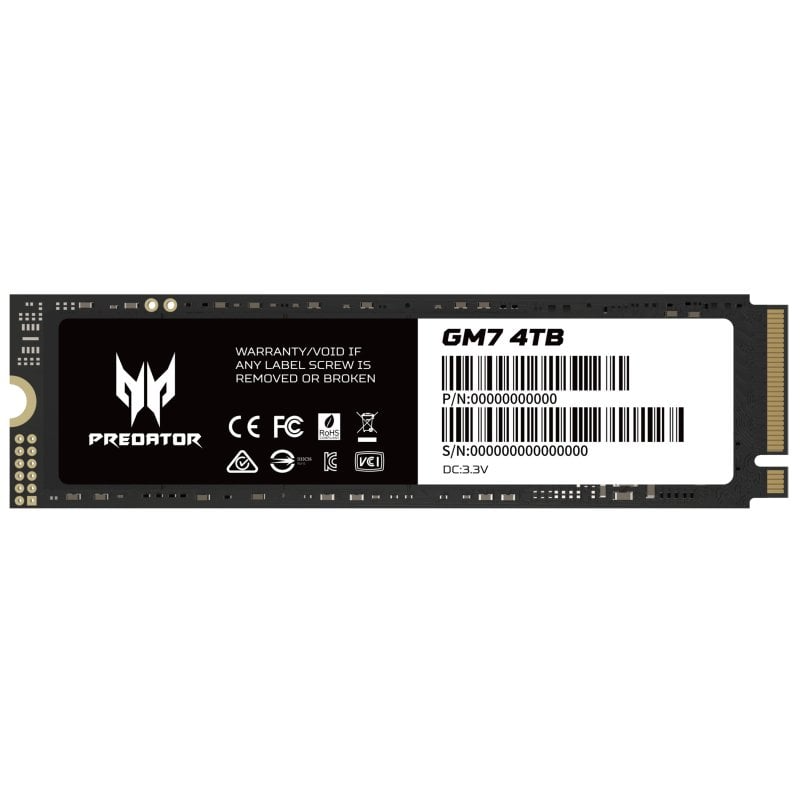 PREDATOR
WARRANTY/VOID IF
ANY LABEL SCREW IS
REMOVED OR BROKEN
CE FC
RoHS
VCI
GM7 4TB
P/N:00000000000
S/N:000000000000000
DC:3.3V